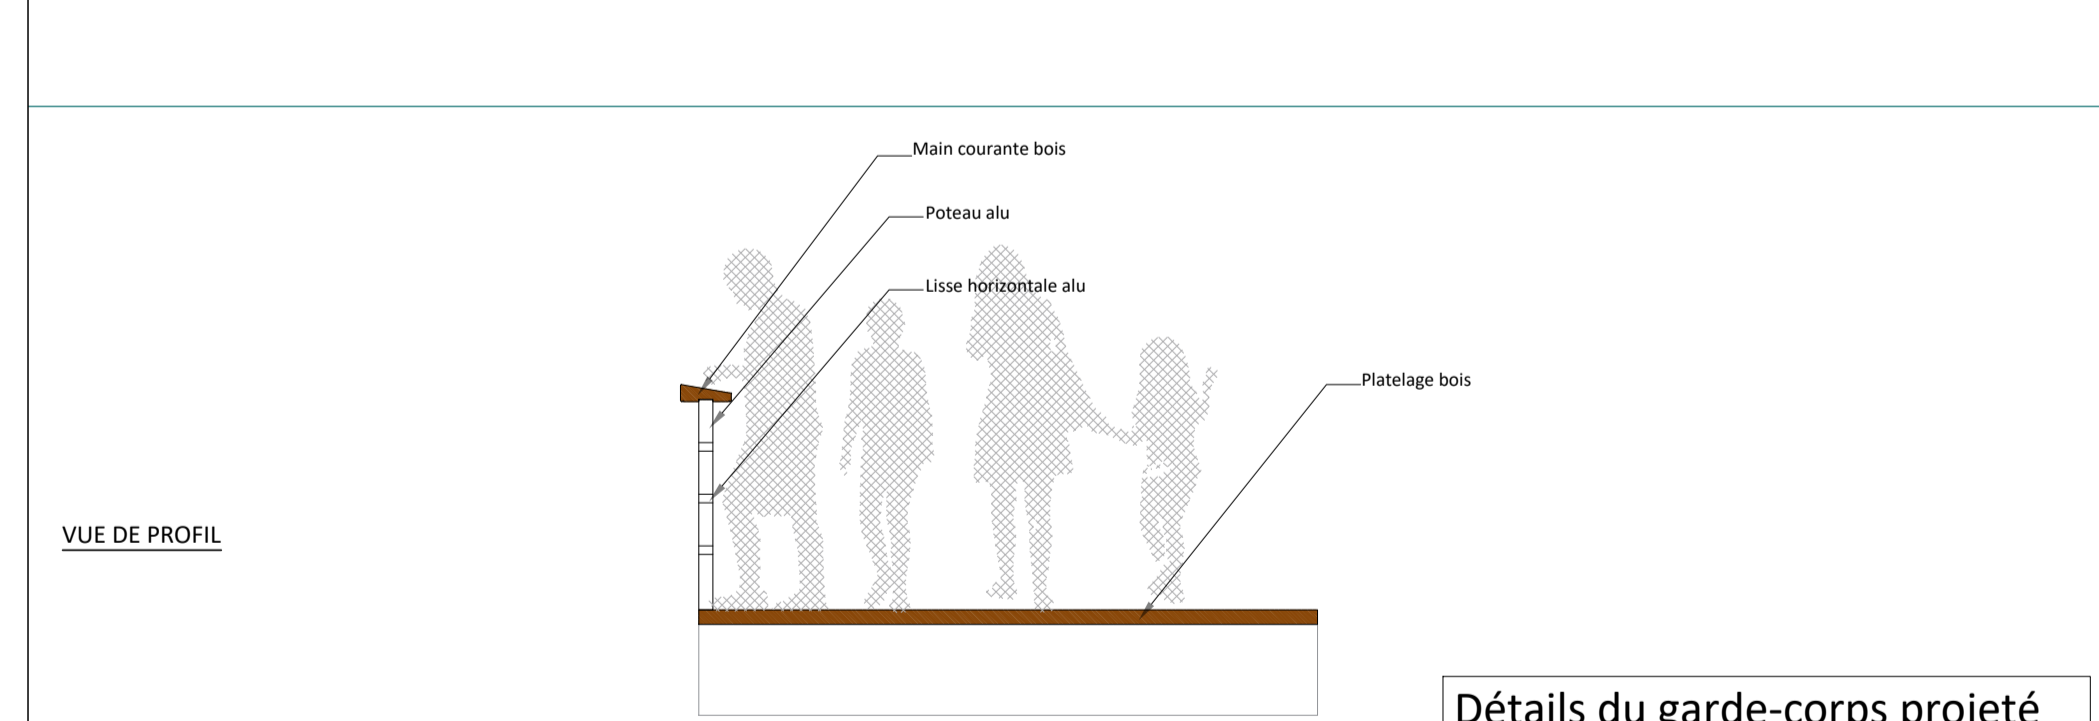 Main courante bois
Poteau alu
Lisse horizontale alu
Platelage bois
VUE DE PROFIL
Détails du garde-corps projeté